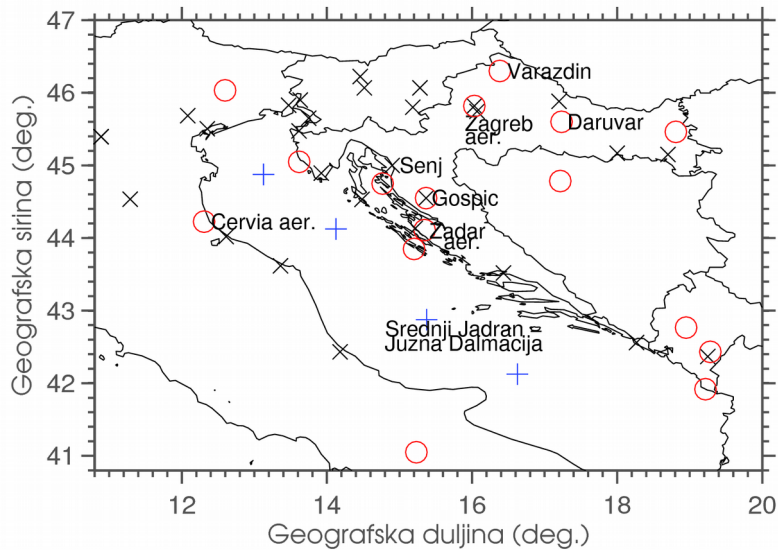 47
46
45
44
43
42
41
Geografska sirina (deg.)
Varazdin
Zagreb
aer.
Daruvar
Senj
Gospic
Cervia aer.
Zadar
aer.
Srednji Jadran
Juzna Dalmacija
12
14
16
18
20
Geografska duljina (deg.)